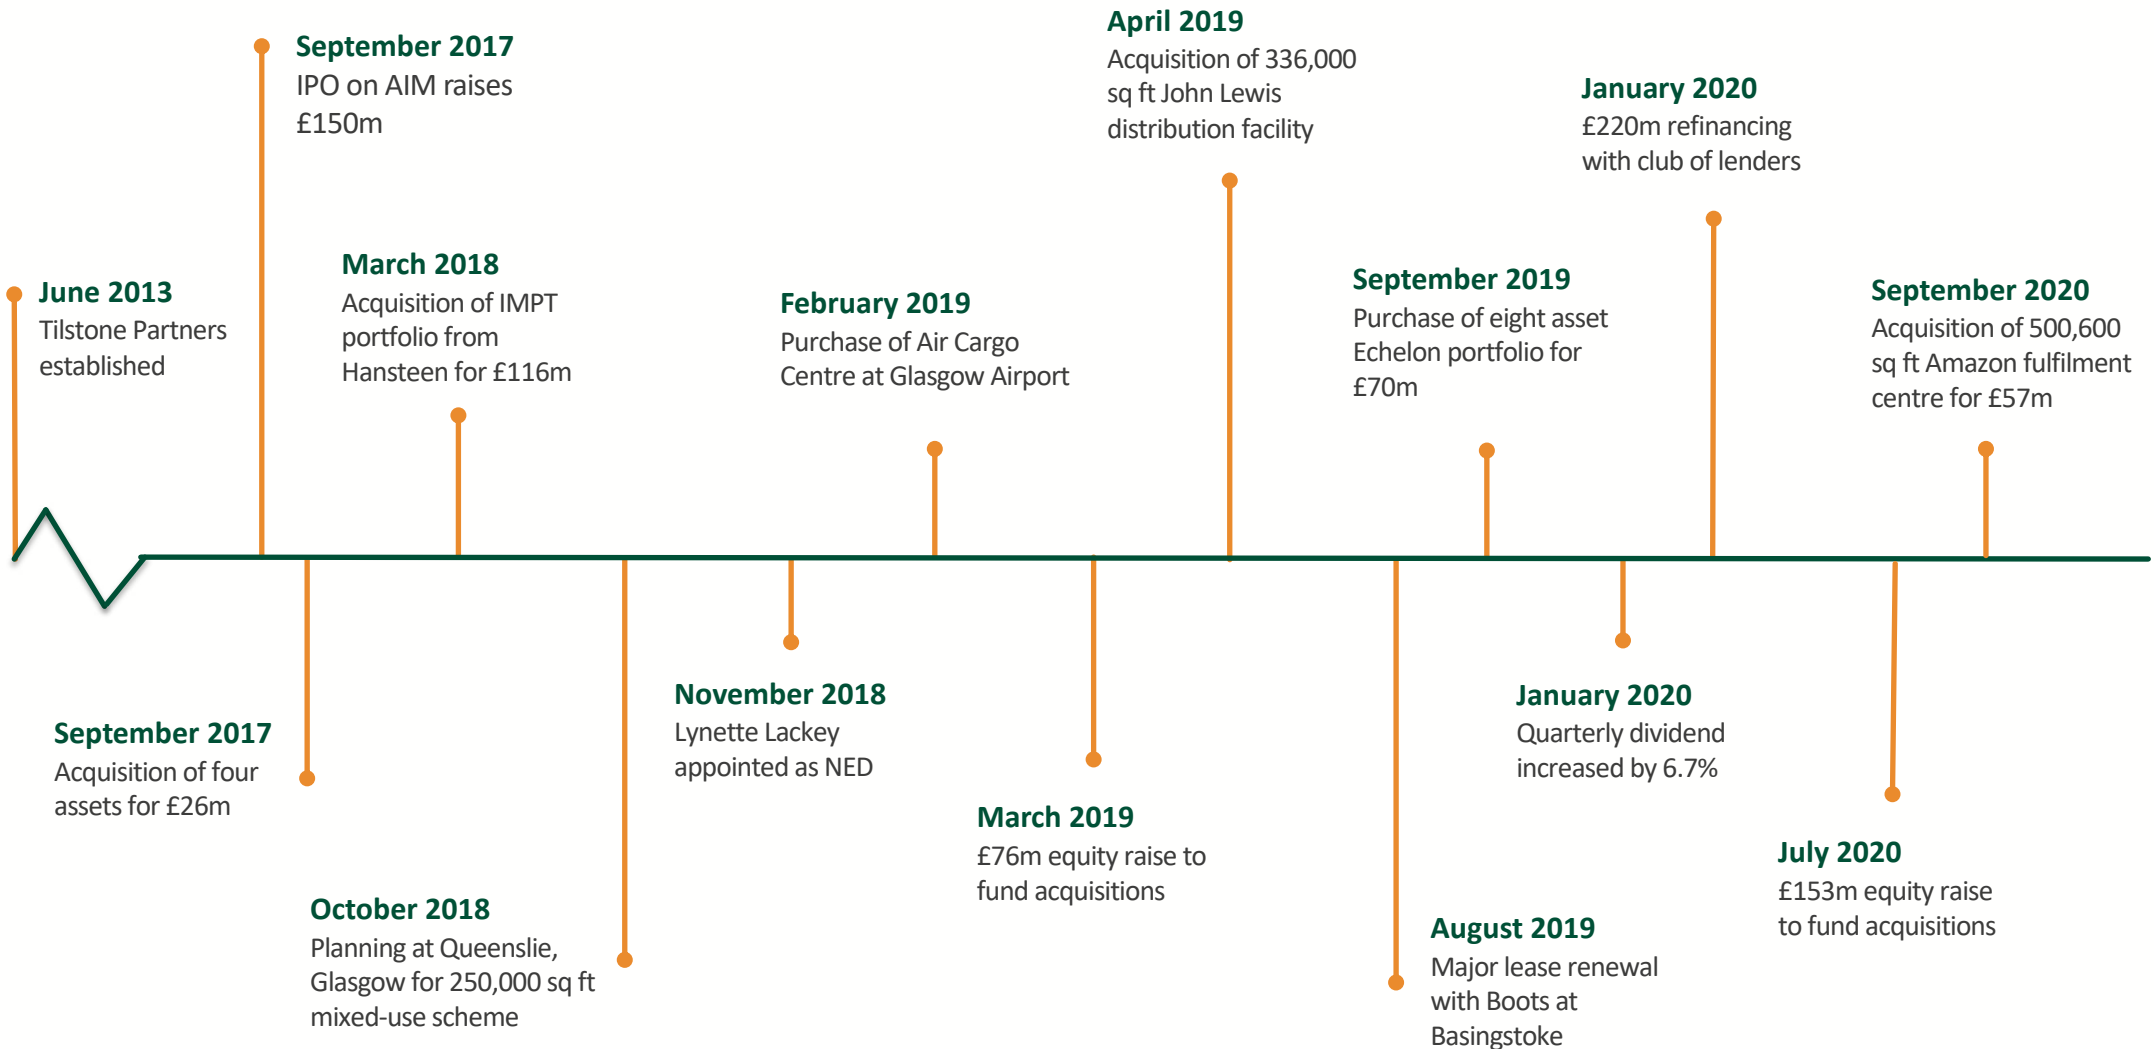 June 2013
Tilstone Partners
established
September 2017
IPO on AIM raises
£150m
September 2017
Acquisition of four
assets for £26m
March 2018
Acquisition of IMPT
portfolio from
Hansteen for £116m
October 2018
Planning at Queenslie,
Glasgow for 250,000 sq ft
mixed-use scheme
November 2018
Lynette Lackey
appointed as NED
February 2019
Purchase of Air Cargo
Centre at Glasgow Airport
March 2019
£76m equity raise to
fund acquisitions
April 2019
Acquisition of 336,000
sq ft John Lewis
distribution facility
August 2019
Major lease renewal
with Boots at
Basingstoke
September 2019
Purchase of eight asset
Echelon portfolio for
£70m
January 2020
Quarterly dividend
increased by 6.7%
January 2020
£220m refinancing
with club of lenders
July 2020
£153m equity raise
to fund acquisitions
September 2020
Acquisition of 500,600
sq ft Amazon fulfilment
centre for £57m